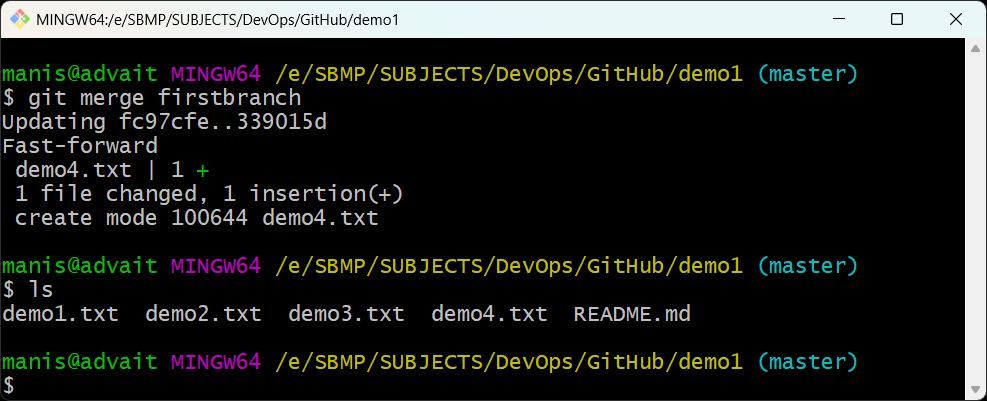 MINGW64:/e/SBMP/SUBJECTS/DevOps/GitHub/demo1
manis@advait MINGW64 /e/SBMP/SUBJECTS/DevOps/GitHub/demo1 (master)
$ git merge firstbranch
Updating fc97cfe..339015d
Fast-forward
 demo4.txt | 1 +
 1 file changed, 1 insertion(+)
 create mode 100644 demo4.txt
manis@advait MINGW64 /e/SBMP/SUBJECTS/DevOps/GitHub/demo1 (master)
$ ls
demo1.txt  demo2.txt  demo3.txt  demo4.txt  README.md
manis@advait MINGW64 /e/SBMP/SUBJECTS/DevOps/GitHub/demo1 (master)
$